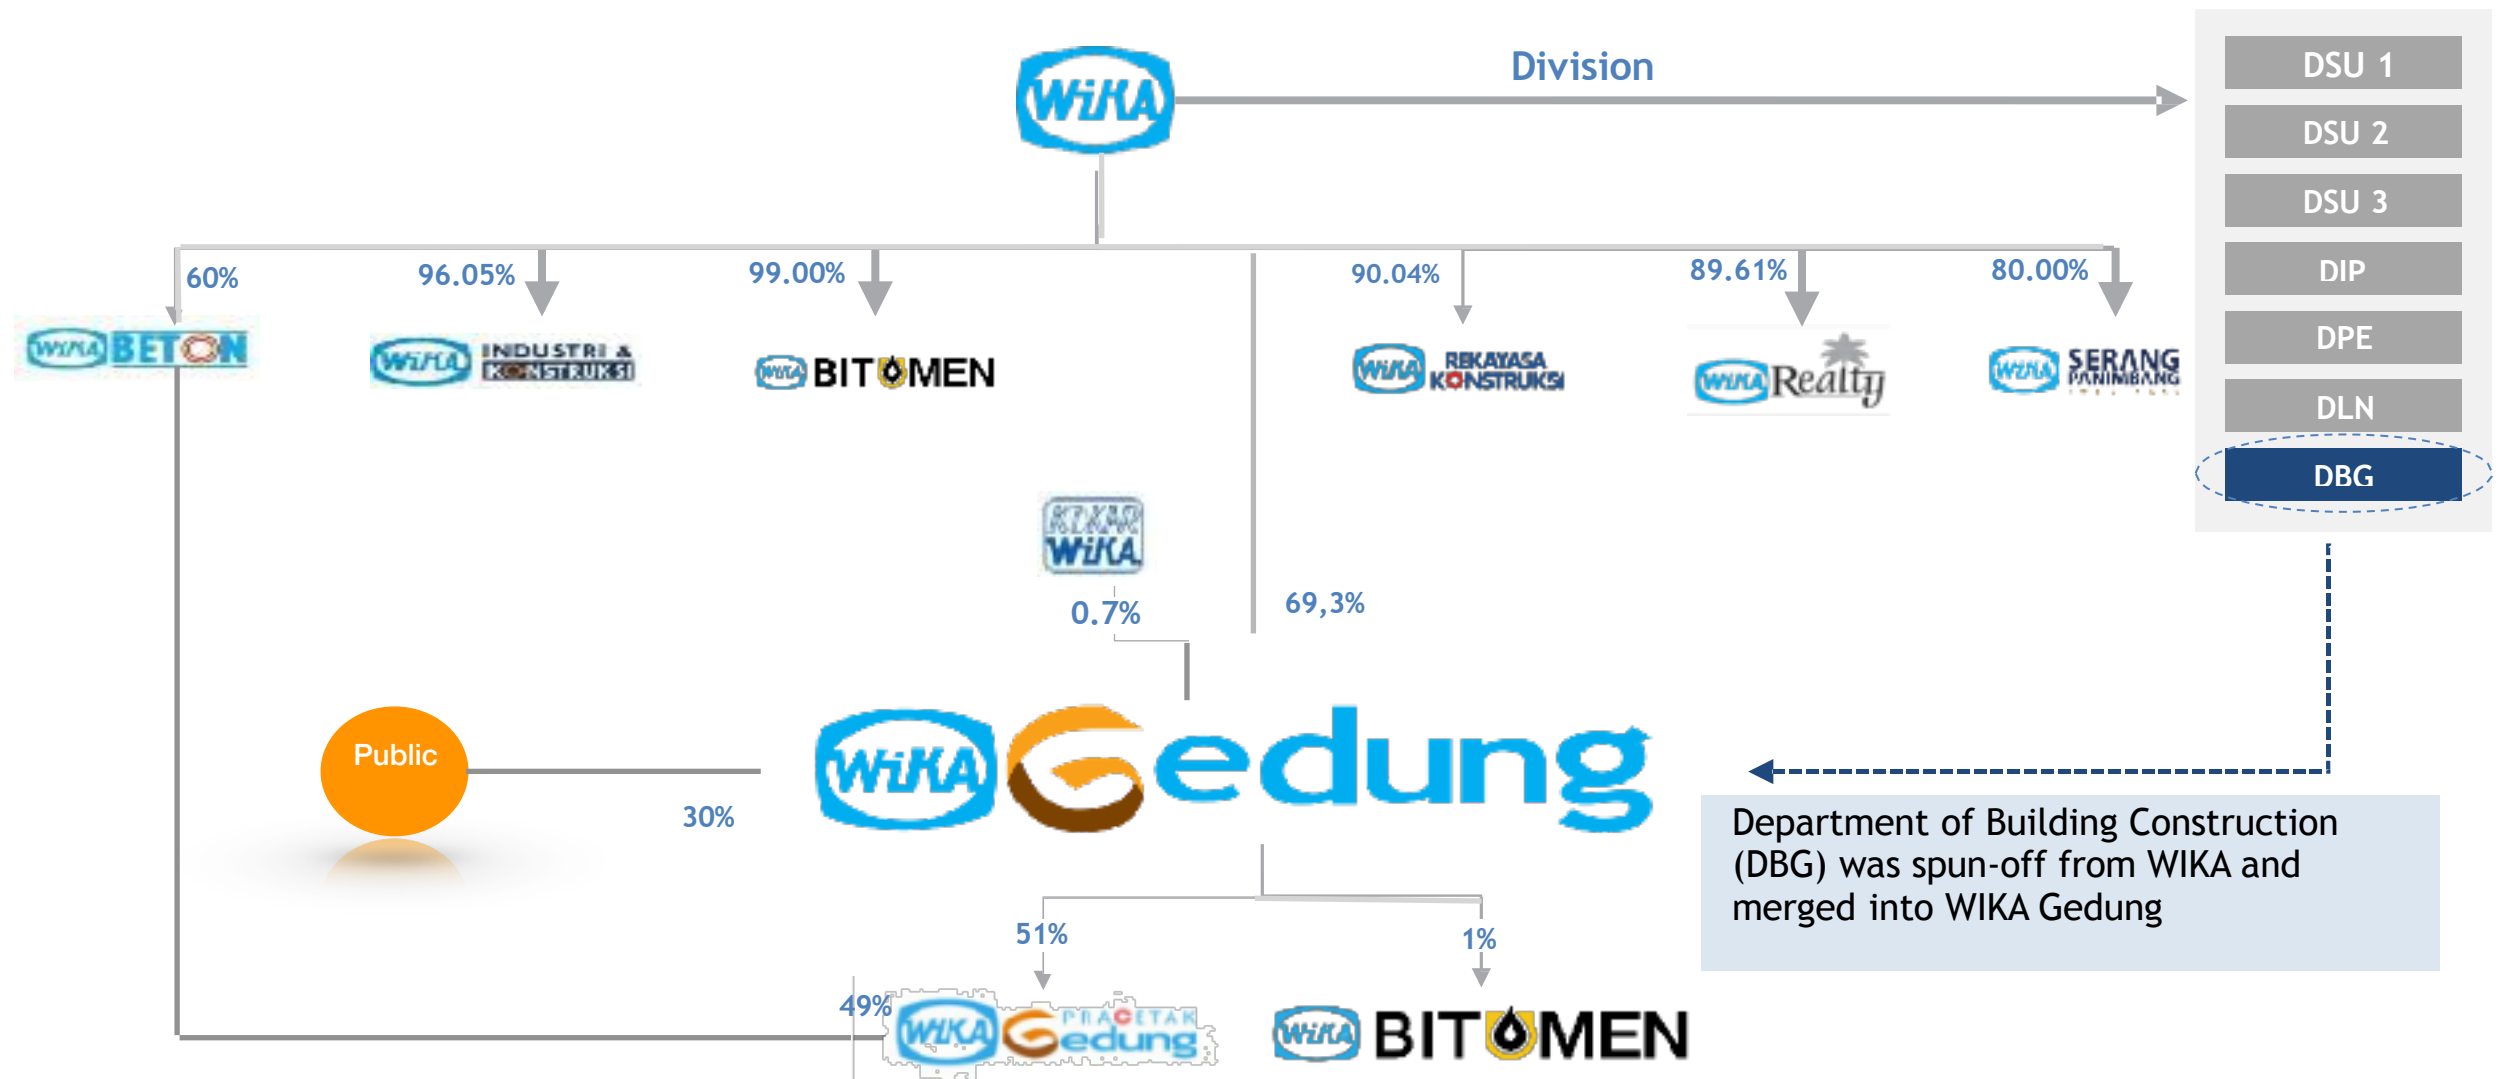 WiKA
Division
DSU 1
DSU 2
DSU 3
DIP
DPE
DLN
DBG
60%
96.05%
99.00%
90.04%
89.61%
80.00%
WiKA BETON
WiKA INDUSTRI &
KONSTRUKSI
WiKA BITUMEN
WiKA REKAYASA
KONSTRUKSI
WiKA Realty
WiKA SERANG
PANIMBANG
WiKA
0.7%
69,3%
Public
30%
WiKA Gedung
Department of Building Construction
(DBG) was spun-off from WIKA and
merged into WIKA Gedung
51%
1%
49%
WiKA PRACETAK
Gedung
WiKA BITUMEN